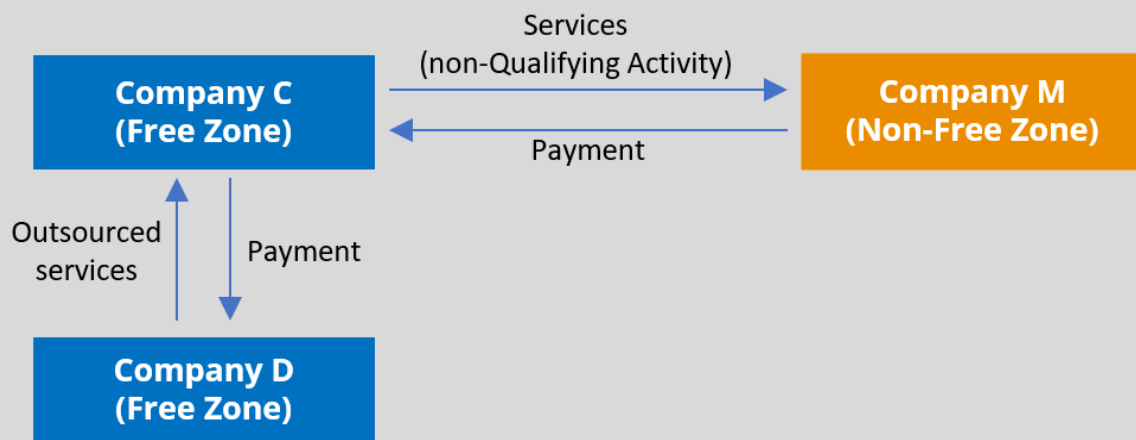 Services
(non-Qualifying Activity)
Company C
(Free Zone)
Company M
(Non-Free Zone)
Payment
Outsourced
services
Payment
Company D
(Free Zone)